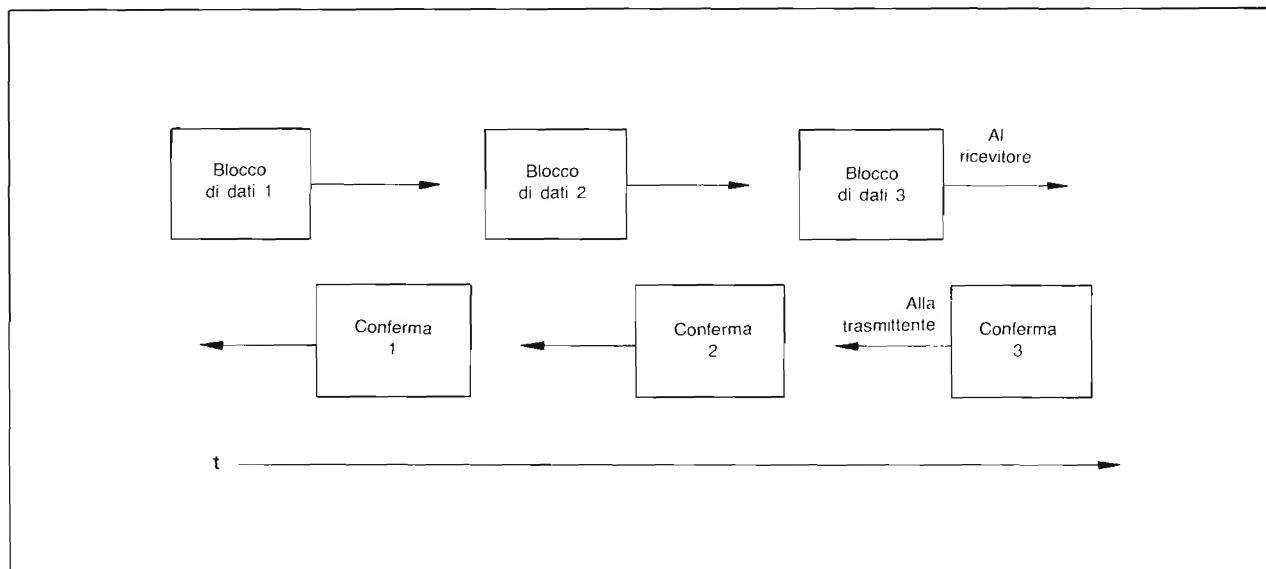 Blocco
di dati 1
Blocco
di dati 2
Blocco
di dati 3
Al
ricevitore
Conferma
1
Conferma
2
Alla
trasmittente
Conferma
3
t